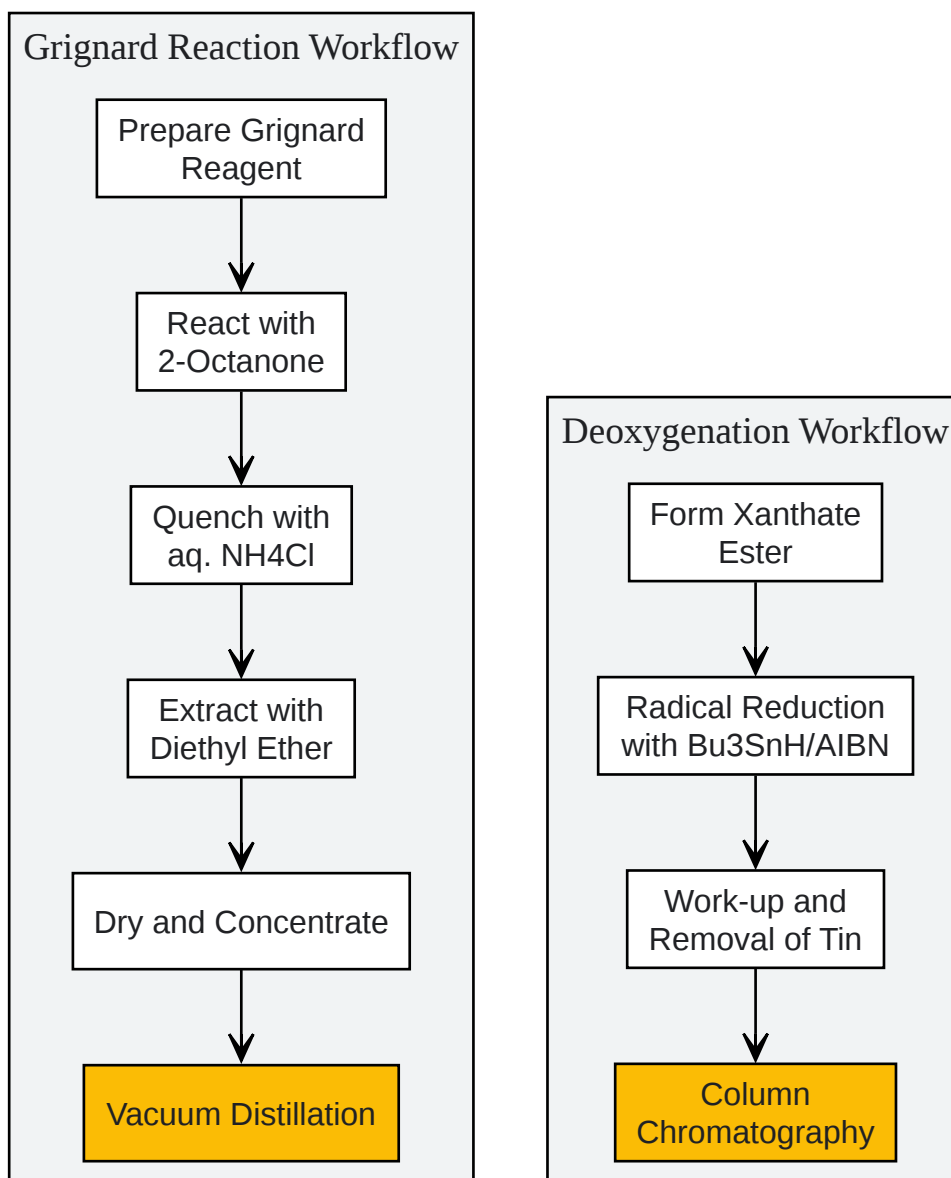 Grignard Reaction Workflow
Prepare Grignard
Reagent
React with
2-Octanone
Quench with
aq. NH4Cl
Extract with
Diethyl Ether
Dry and Concentrate
Vacuum Distillation
Deoxygenation Workflow
Form Xanthate
Ester
Radical Reduction
with Bu3SnH/AIBN
Work-up and
Removal of Tin
Column
Chromatography